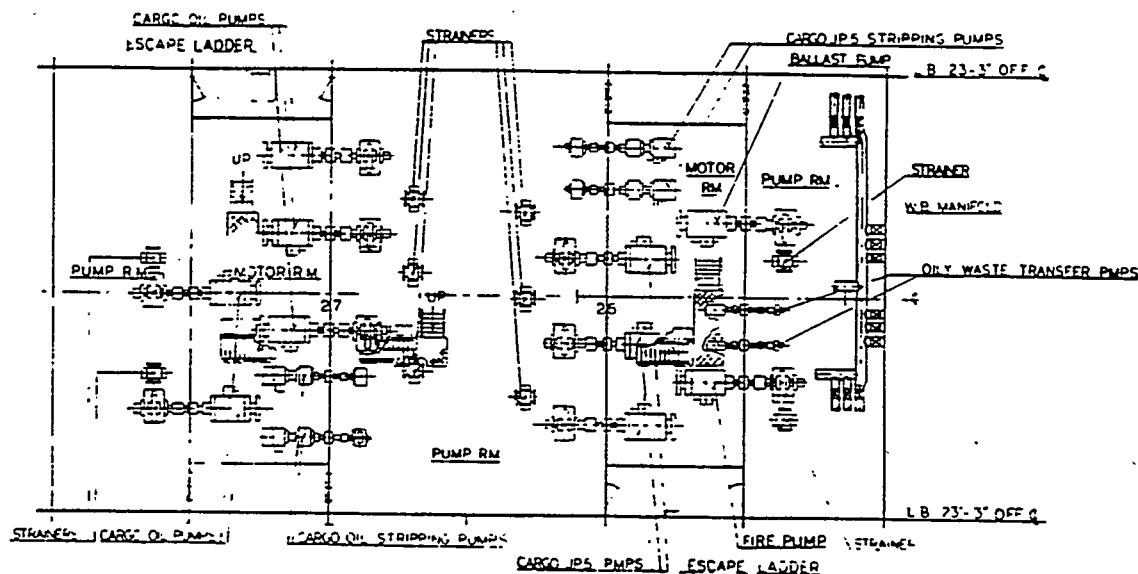 CARGO OIL PUMPS
ESCAPE LADDER
STRAINERS
CARGO JP5 STRIPPING PUMPS
BALLAST PUMP
L.B. 23'-3" OFF C
UP
MOTOR
RM
PUMP RM
STRAINER
W.B. MANIFOLD
PUMP RM
MOTOR RM
OILY WASTE TRANSFER PMPS
27
UP
25
PUMP RM
L.B. 23'-3" OFF C
STRAINERS
CARGO OIL PUMPS
CARGO OIL STRIPPING PUMPS
FIRE PUMP
STRAINER
CARGO JP5 PMPS
ESCAPE LADDER